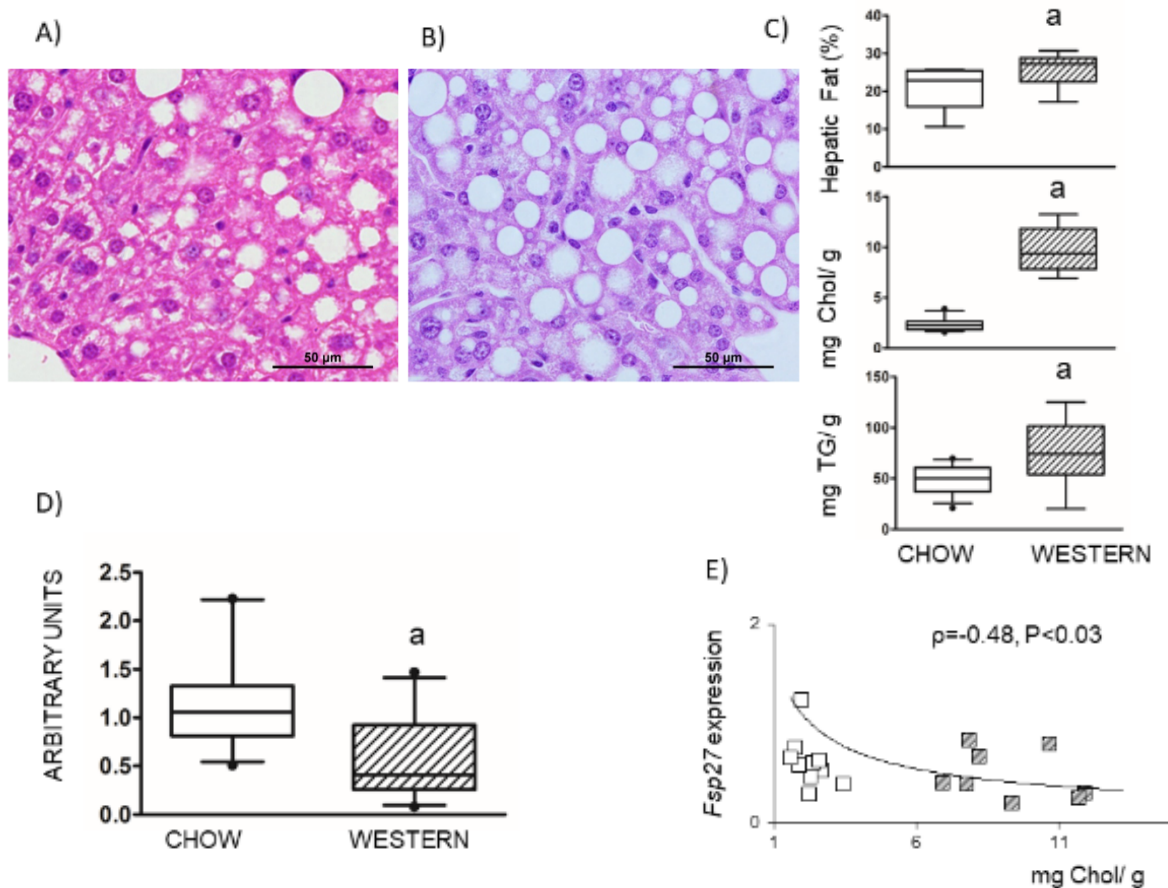 A)
B)
C)
50 µm
50 µm
Hepatic Fat (%)
40
30
20
10
0
a
mg Chol/ g
15
10
5
0
a
mg TG/ g
150
100
50
0
a
CHOW WESTERN
D)
ARBITRARY UNITS
2.5
2.0
1.5
1.0
0.5
0.0
a
CHOW WESTERN
E)
Fsp27 expression
2
0
ρ=-0.48, P<0.03
1 6 11
mg Chol/ g